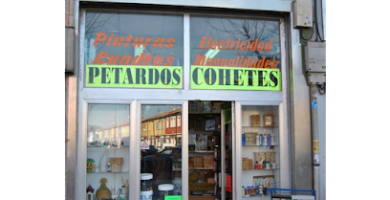 Pinturas
Cuadros
PETARDOS
Electricidad
Manualidades
COHETES